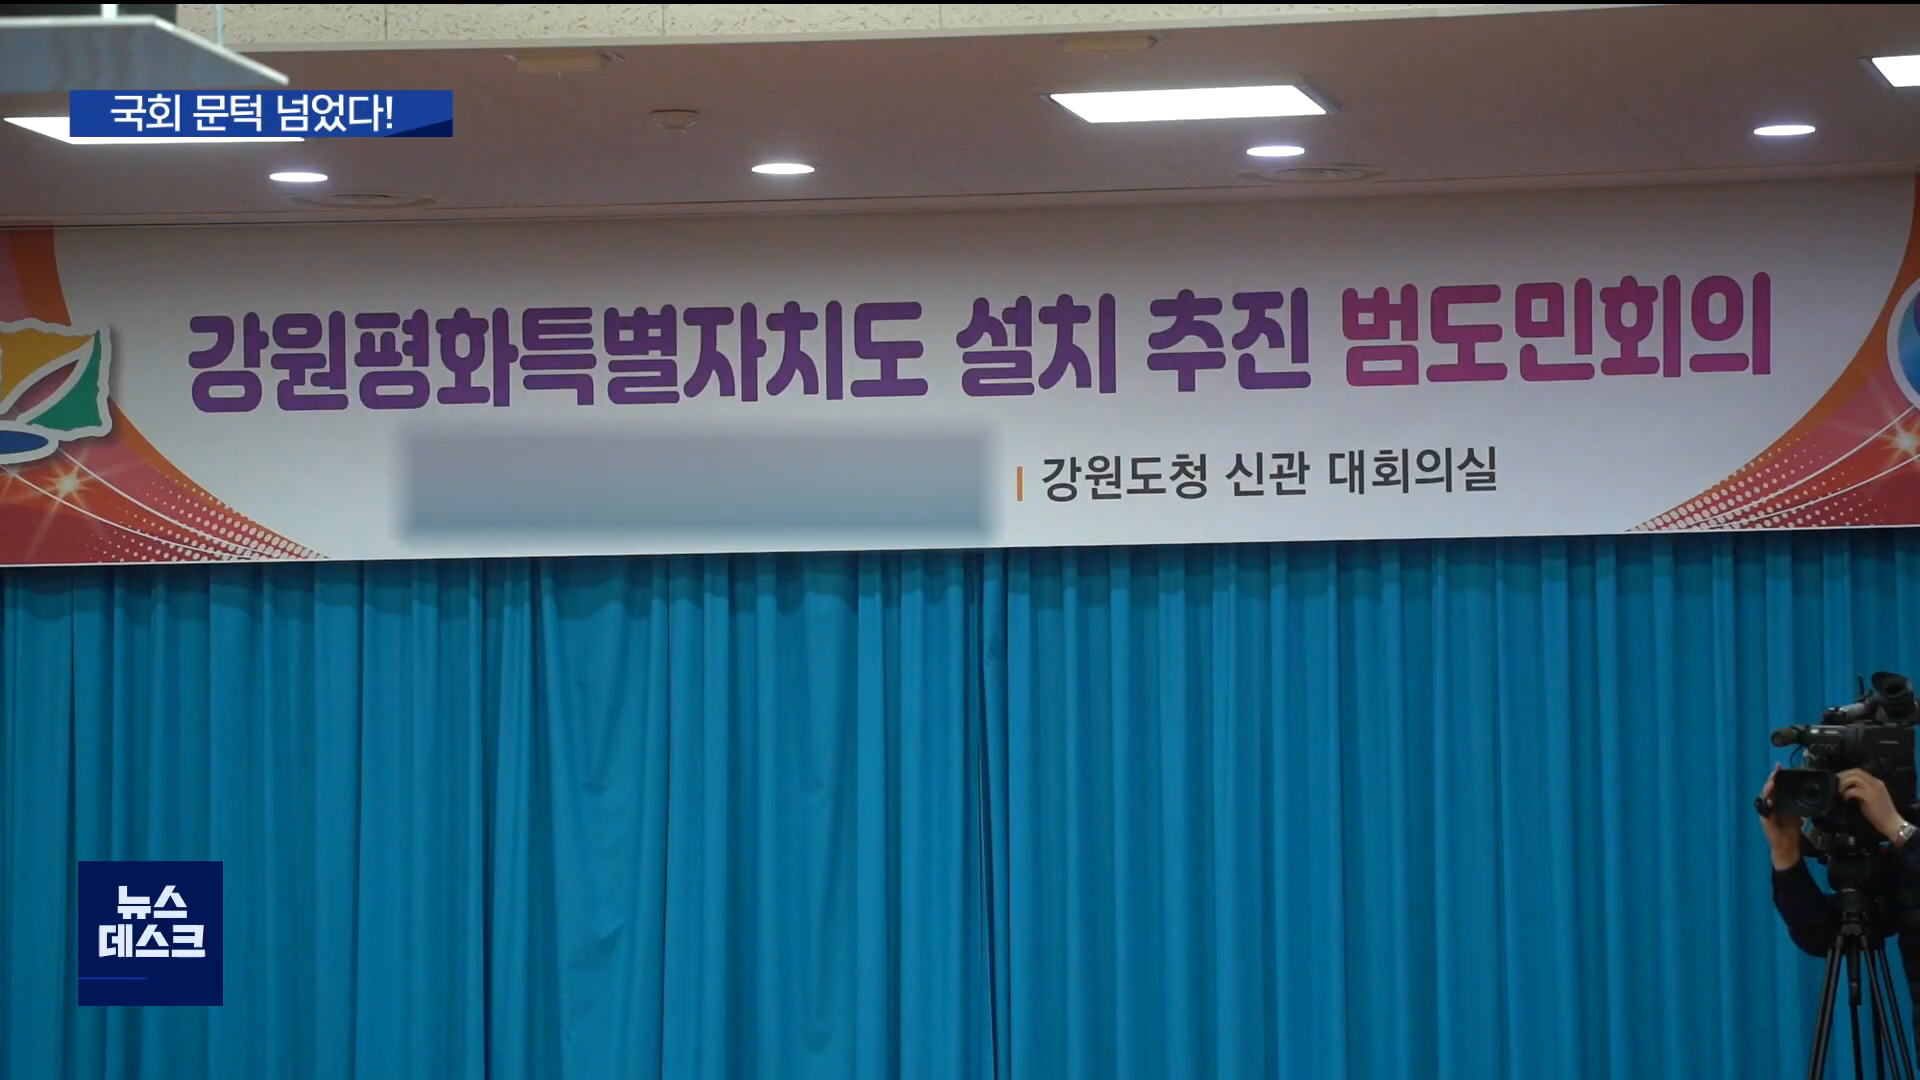 국회 문턱 넘었다!
강원평화특별자치도 설치 추진 범도민회의
강원도청 신관 대회의실
뉴스
데스크